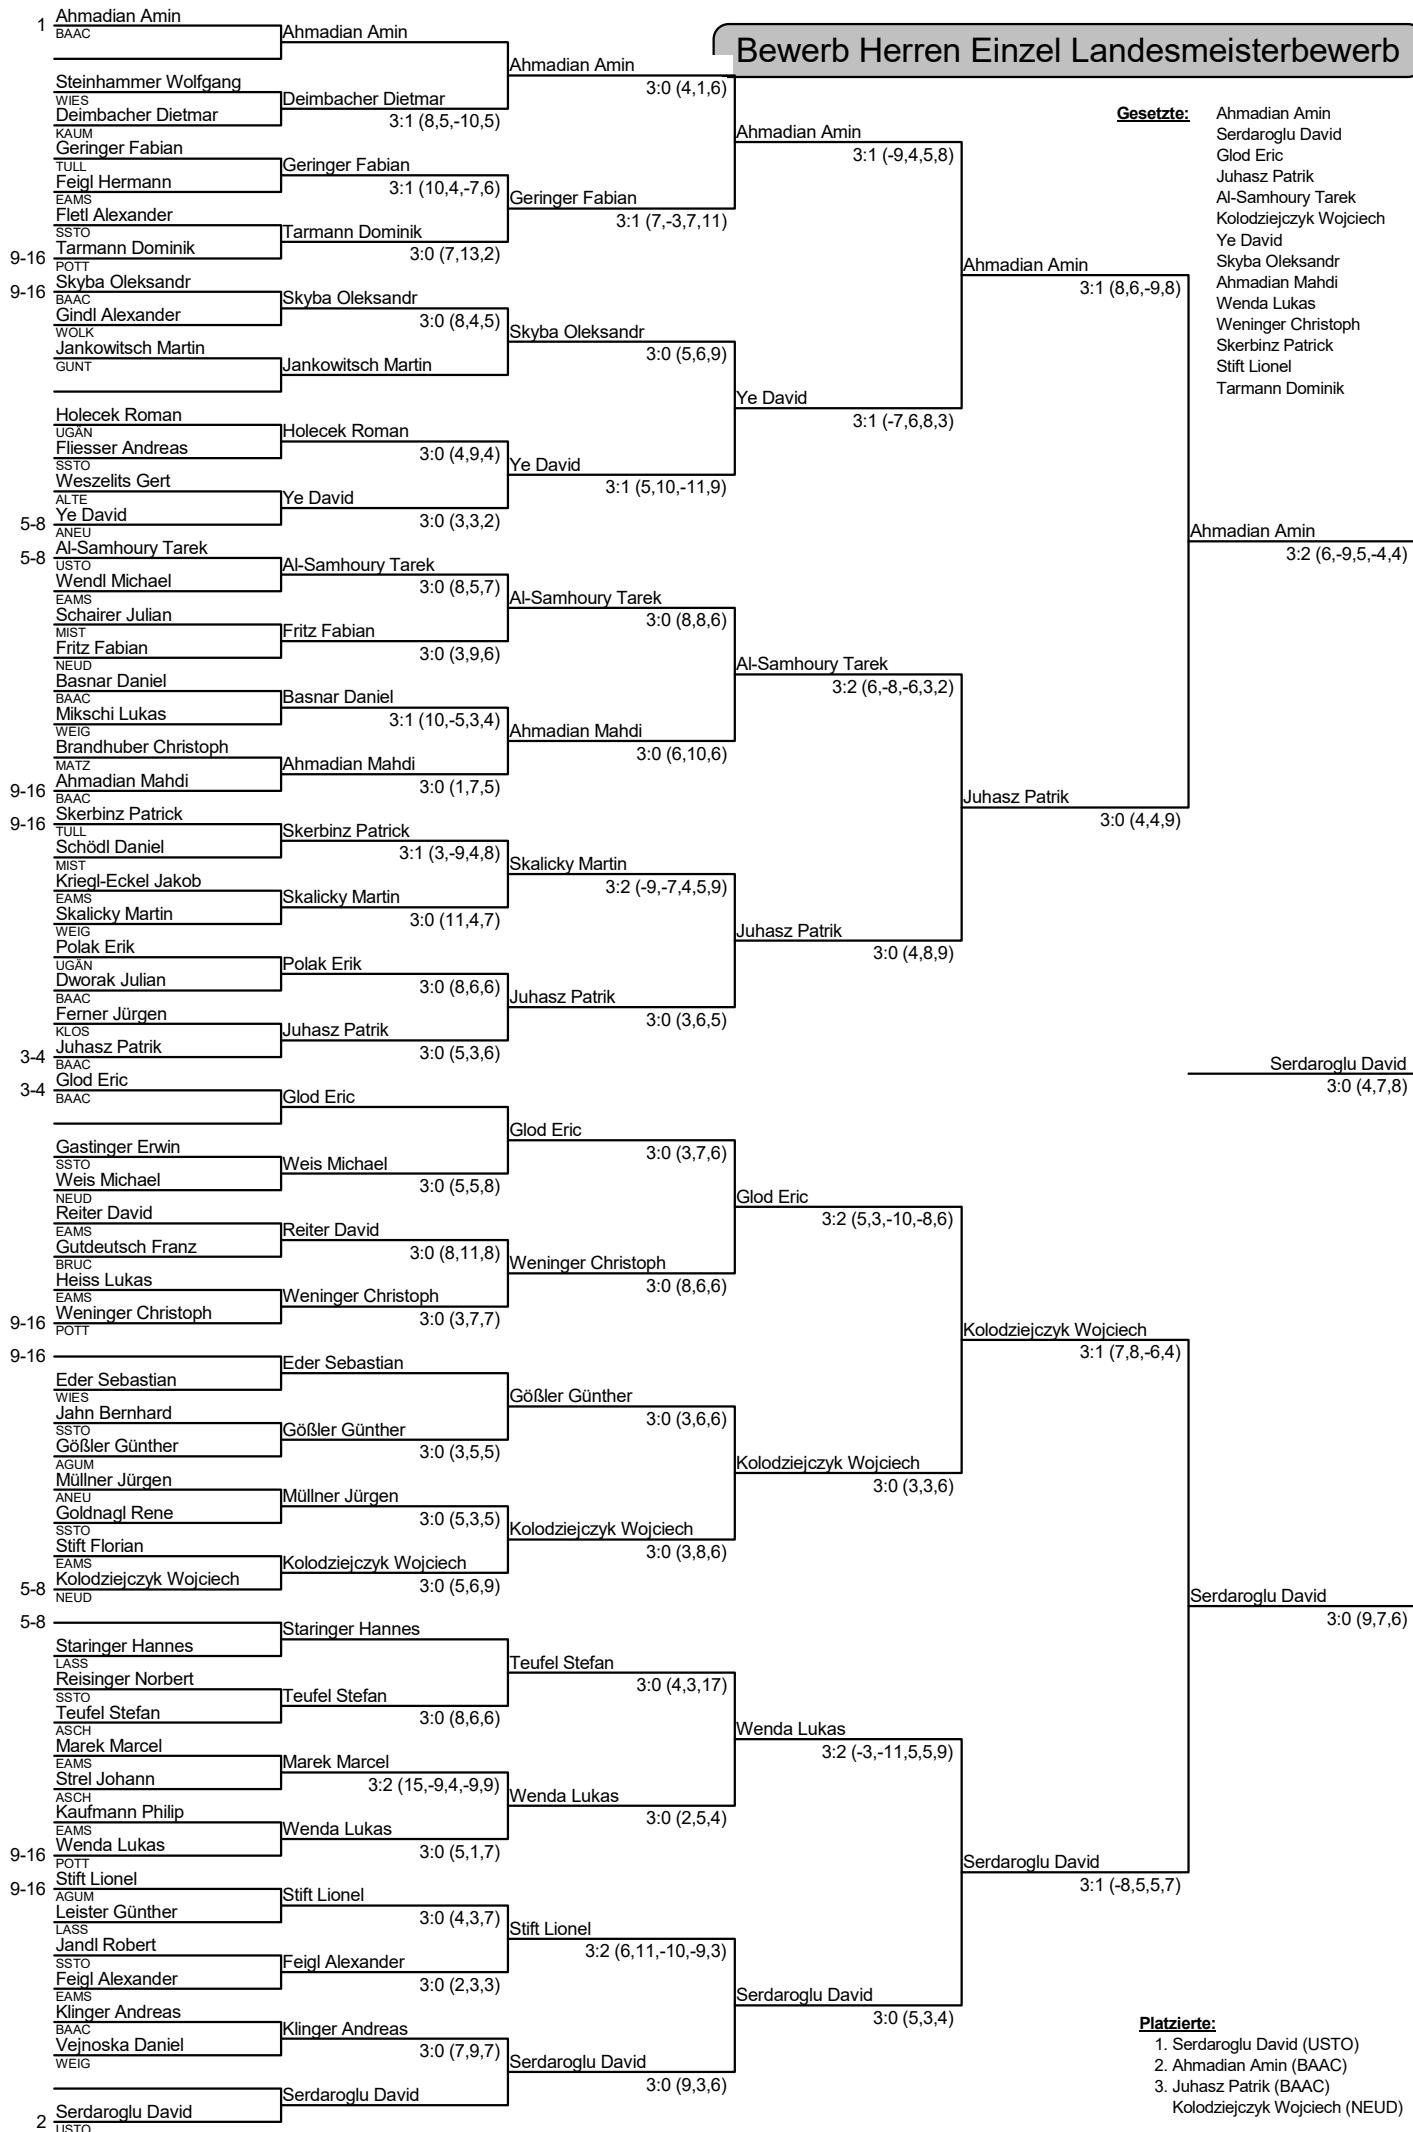 Bewerb Herren Einzel Landesmeisterbewerb
Gesetzte:
Ahmadian Amin
Serdaroglu David
Glod Eric
Juhasz Patrik
Al-Samhoury Tarek
Kolodziejczyk Wojciech
Ye David
Skyba Oleksandr
Ahmadian Mahdi
Wenda Lukas
Weninger Christoph
Skerbinz Patrick
Stift Lionel
Tarmann Dominik
1
Ahmadian Amin
BAAC
Steinhammer Wolfgang
WIES
Deimbacher Dietmar
KAUM
Geringer Fabian
TULL
Feigl Hermann
EAMS
Fletl Alexander
SSTO
9-16
Tarmann Dominik
POTT
9-16
Skyba Oleksandr
BAAC
Gindl Alexander
WOLK
Jankowitsch Martin
GUNT
Holecek Roman
UGÄN
Fliesser Andreas
SSTO
Weszelits Gert
ALTE
5-8
Ye David
ANEU
5-8
Al-Samhoury Tarek
USTO
Wendl Michael
EAMS
Schairer Julian
MIST
Fritz Fabian
NEUD
Basnar Daniel
BAAC
Mikschi Lukas
WEIG
Brandhuber Christoph
MATZ
9-16
Ahmadian Mahdi
BAAC
9-16
Skerbinz Patrick
TULL
Schödl Daniel
MIST
Kriegl-Eckel Jakob
EAMS
Skalicky Martin
WEIG
Polak Erik
UGÄN
Dworak Julian
BAAC
Ferner Jürgen
KLOS
3-4
Juhasz Patrik
BAAC
3-4
Glod Eric
BAAC
Gastinger Erwin
SSTO
Weis Michael
NEUD
Reiter David
EAMS
Gutdeutsch Franz
BRUC
Heiss Lukas
EAMS
9-16
Weninger Christoph
POTT
9-16
Eder Sebastian
WIES
Jahn Bernhard
SSTO
Gößler Günther
AGUM
Müllner Jürgen
ANEU
Goldnagl Rene
SSTO
Stift Florian
EAMS
5-8
Kolodziejczyk Wojciech
NEUD
5-8
Staringer Hannes
LASS
Reisinger Norbert
SSTO
Teufel Stefan
ASCH
Marek Marcel
EAMS
Strel Johann
ASCH
Kaufmann Philip
EAMS
9-16
Wenda Lukas
POTT
9-16
Stift Lionel
AGUM
Leister Günther
LASS
Jandl Robert
SSTO
Feigl Alexander
EAMS
Klinger Andreas
BAAC
Vejnoska Daniel
WEIG
2
Serdaroglu David
USTO
Ahmadian Amin
Deimbacher Dietmar
3:1 (8,5,-10,5)
Geringer Fabian
3:1 (10,4,-7,6)
Tarmann Dominik
3:0 (7,13,2)
Skyba Oleksandr
3:0 (8,4,5)
Jankowitsch Martin
Holecek Roman
3:0 (4,9,4)
Ye David
3:0 (3,3,2)
Al-Samhoury Tarek
3:0 (8,5,7)
Fritz Fabian
3:0 (3,9,6)
Basnar Daniel
3:1 (10,-5,3,4)
Ahmadian Mahdi
3:0 (1,7,5)
Skerbinz Patrick
3:1 (3,-9,4,8)
Skalicky Martin
3:0 (11,4,7)
Polak Erik
3:0 (8,6,6)
Juhasz Patrik
3:0 (5,3,6)
Glod Eric
Weis Michael
3:0 (5,5,8)
Reiter David
3:0 (8,11,8)
Weninger Christoph
3:0 (3,7,7)
Eder Sebastian
Gößler Günther
3:0 (3,5,5)
Müllner Jürgen
3:0 (5,3,5)
Kolodziejczyk Wojciech
3:0 (5,6,9)
Staringer Hannes
Teufel Stefan
3:0 (8,6,6)
Marek Marcel
3:2 (15,-9,4,-9,9)
Wenda Lukas
3:0 (5,1,7)
Stift Lionel
3:0 (4,3,7)
Feigl Alexander
3:0 (2,3,3)
Klinger Andreas
3:0 (7,9,7)
Serdaroglu David
Ahmadian Amin
3:0 (4,1,6)
Geringer Fabian
3:1 (7,-3,7,11)
Skyba Oleksandr
3:0 (5,6,9)
Ye David
3:1 (5,10,-11,9)
Al-Samhoury Tarek
3:0 (8,8,6)
Ahmadian Mahdi
3:0 (6,10,6)
Skalicky Martin
3:2 (-9,-7,4,5,9)
Juhasz Patrik
3:0 (3,6,5)
Glod Eric
3:0 (3,7,6)
Weninger Christoph
3:0 (8,6,6)
Gößler Günther
3:0 (3,6,6)
Kolodziejczyk Wojciech
3:0 (3,8,6)
Teufel Stefan
3:0 (4,3,17)
Wenda Lukas
3:0 (2,5,4)
Stift Lionel
3:2 (6,11,-10,-9,3)
Serdaroglu David
3:0 (9,3,6)
Ahmadian Amin
3:1 (-9,4,5,8)
Ye David
3:1 (-7,6,8,3)
Al-Samhoury Tarek
3:2 (6,-8,-6,3,2)
Juhasz Patrik
3:0 (4,8,9)
Glod Eric
3:2 (5,3,-10,-8,6)
Kolodziejczyk Wojciech
3:0 (3,3,6)
Wenda Lukas
3:2 (-3,-11,5,5,9)
Serdaroglu David
3:0 (5,3,4)
Ahmadian Amin
3:1 (8,6,-9,8)
Juhasz Patrik
3:0 (4,4,9)
Kolodziejczyk Wojciech
3:1 (7,8,-6,4)
Serdaroglu David
3:1 (-8,5,5,7)
Ahmadian Amin
3:2 (6,-9,5,-4,4)
Serdaroglu David
3:0 (9,7,6)
Serdaroglu David
3:0 (4,7,8)
Platzierte:
1. Serdaroglu David (USTO)
2. Ahmadian Amin (BAAC)
3. Juhasz Patrik (BAAC)
Kolodziejczyk Wojciech (NEUD)